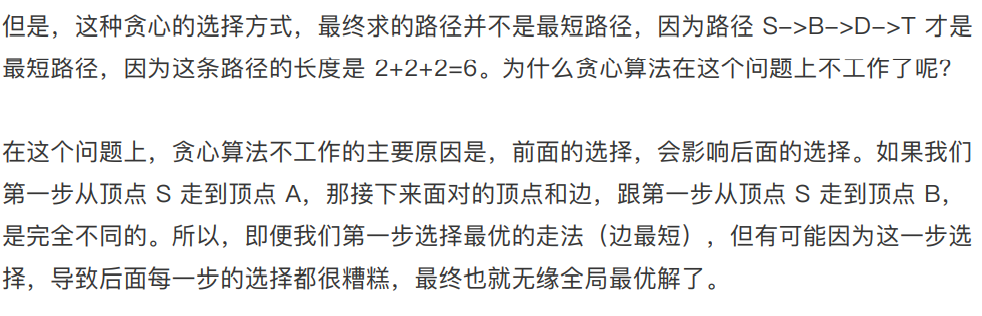 但是，这种贪心的选择方式，最终求的路径并不是最短路径，因为路径 S->B->D->T 才是
最短路径，因为这条路径的长度是 2+2+2=6。为什么贪心算法在这个问题上不工作了呢？
在这个问题上，贪心算法不工作的主要原因是，前面的选择，会影响后面的选择。如果我们
第一步从顶点 S 走到顶点 A，那接下来面对的顶点和边，跟第一步从顶点 S 走到顶点 B，
是完全不同的。所以，即便我们第一步选择最优的走法（边最短），但有可能因为这一步选
择，导致后面每一步的选择都很糟糕，最终也就无缘全局最优解了。